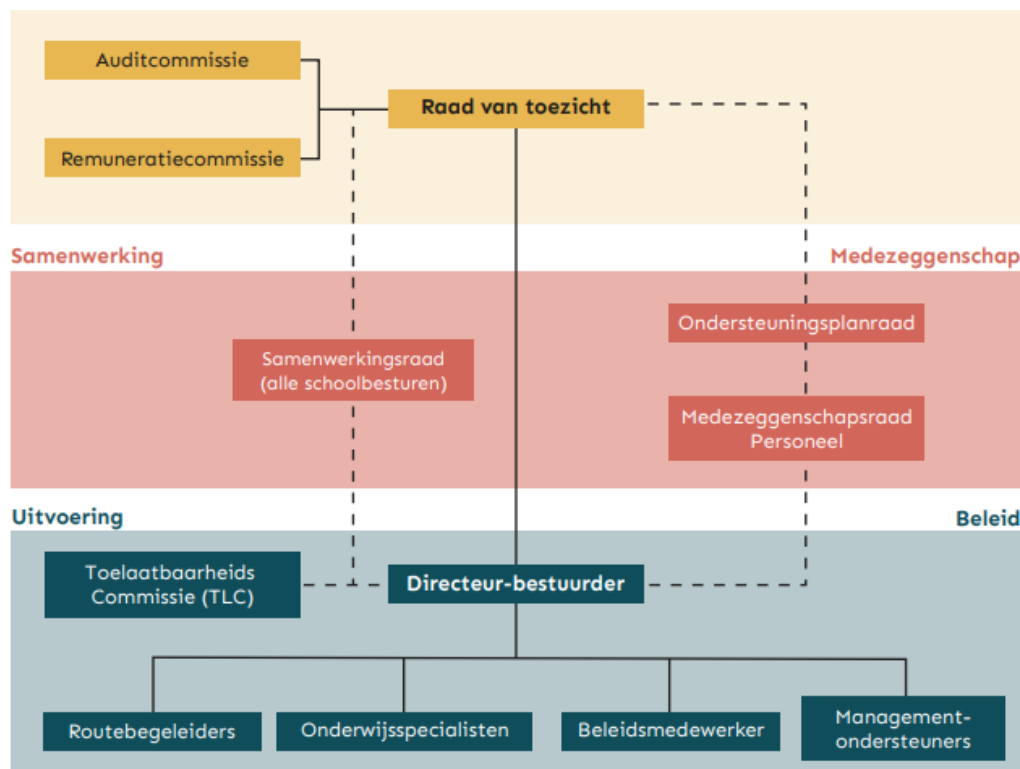 Auditcommissie
Raad van toezicht
Remuneratiecommissie
Samenwerking
Medezeggenschap
Ondersteuningsplanraad
Samenwerkingsraad
(alle schoolbesturen)
Medezeggenschapsraad
Personeel
Uitvoering
Beleid
Toelaatbaarheids
Commissie (TLC)
Directeur-bestuurder
Routebegeleiders
Onderwijsspecialisten
Beleidsmedewerker
Management-
ondersteuners